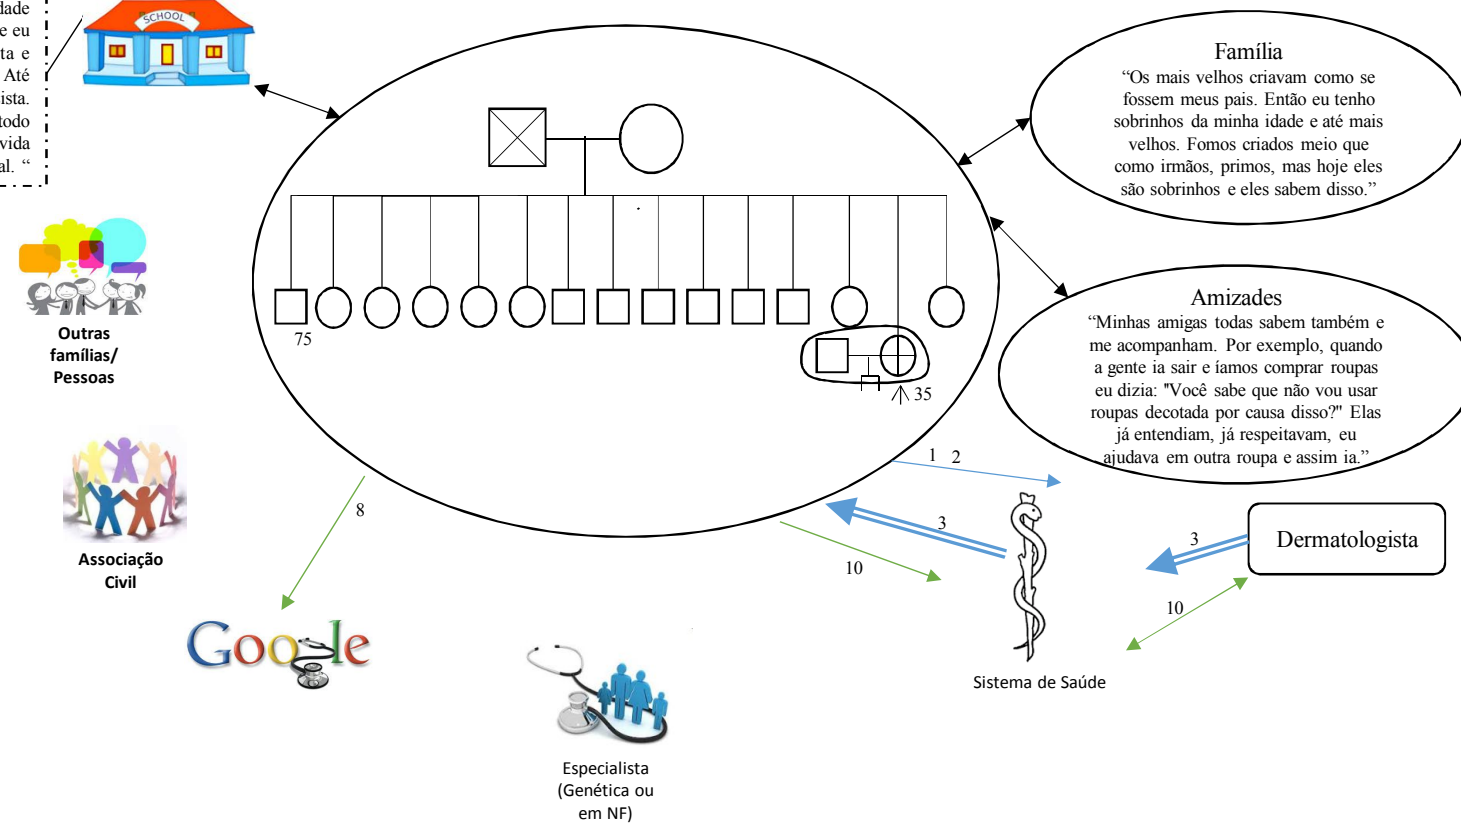 dade
e eu
ta e
Até
ista.
todo
vida
al. “
SCHOOL
Família
“Os mais velhos criavam como se
fossem meus pais. Então eu tenho
sobrinhos da minha idade e até mais
velhos. Fomos criados meio que
como irmãos, primos, mas hoje eles
são sobrinhos e eles sabem disso.”
Amizades
“Minhas amigas todas sabem também e
me acompanham. Por exemplo, quando
a gente ia sair e íamos comprar roupas
eu dizia: "Você sabe que não vou usar
roupas decotada por causa disso?" Elas
já entendiam, já respeitavam, eu
ajudava em outra roupa e assim ia.”
75
35
Outras
famílias/
Pessoas
Associação
Civil
1 2
3
3
8
10
10
Dermatologista
Google
Sistema de Saúde
Especialista
(Genética ou
em NF)